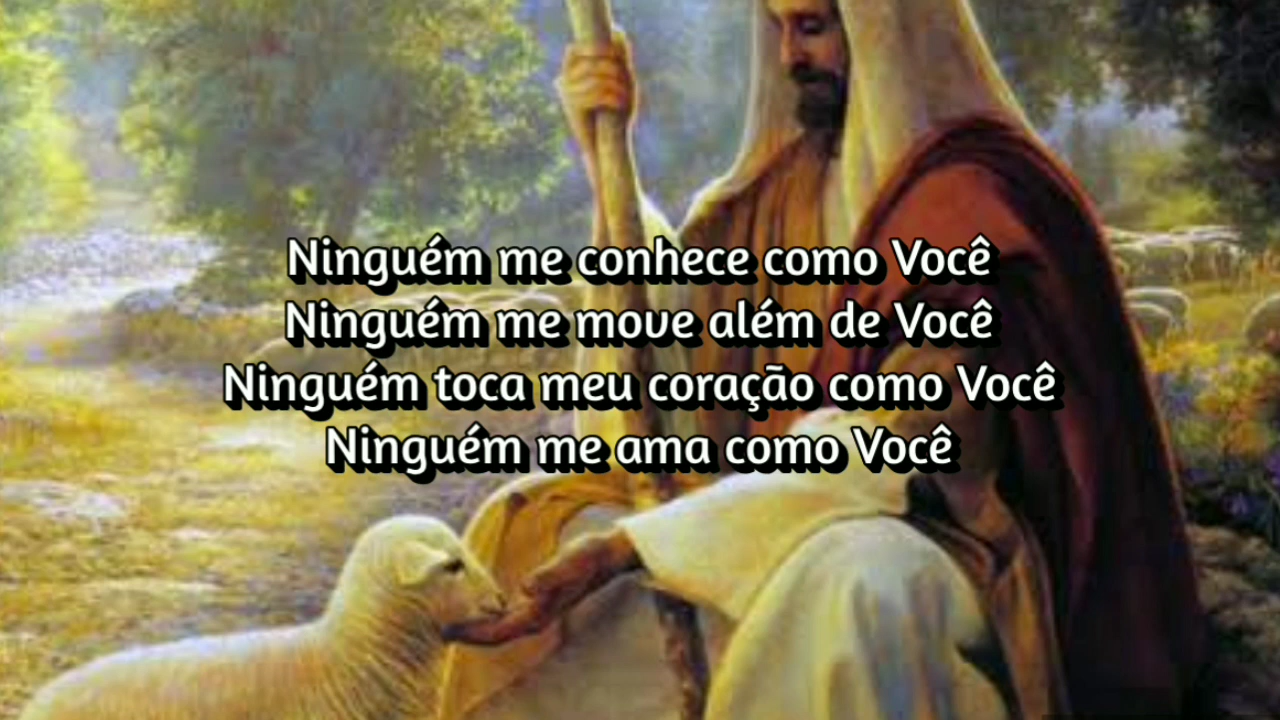 Ninguém me conhece como Você
Ninguém me move além de Você
Ninguém toca meu coração como Você
Ninguém me ama como Você